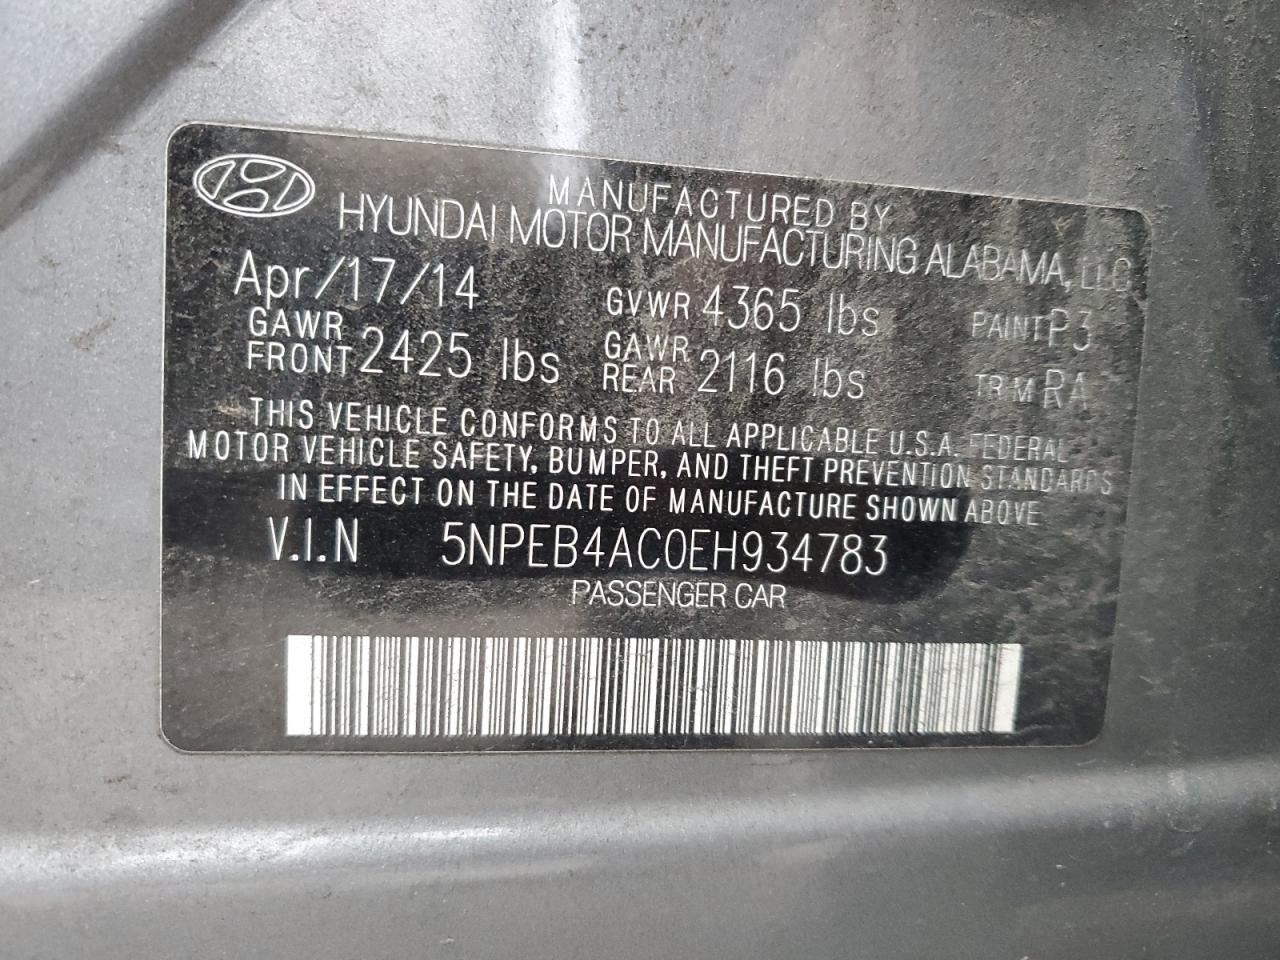 MANUFACTURED BY
HYUNDAI MOTOR MANUFACTURING ALABAMA, LLC
Apr/17/14 GVWR 4365 lbs PAINT P3
GAWR FRONT 2425 lbs GAWR REAR 2116 lbs TRIM RA
THIS VEHICLE CONFORMS TO ALL APPLICABLE U.S.A. FEDERAL
MOTOR VEHICLE SAFETY, BUMPER, AND THEFT PREVENTION STANDARDS
IN EFFECT ON THE DATE OF MANUFACTURE SHOWN ABOVE
V.I.N 5NPEB4AC0EH934783
PASSENGER CAR